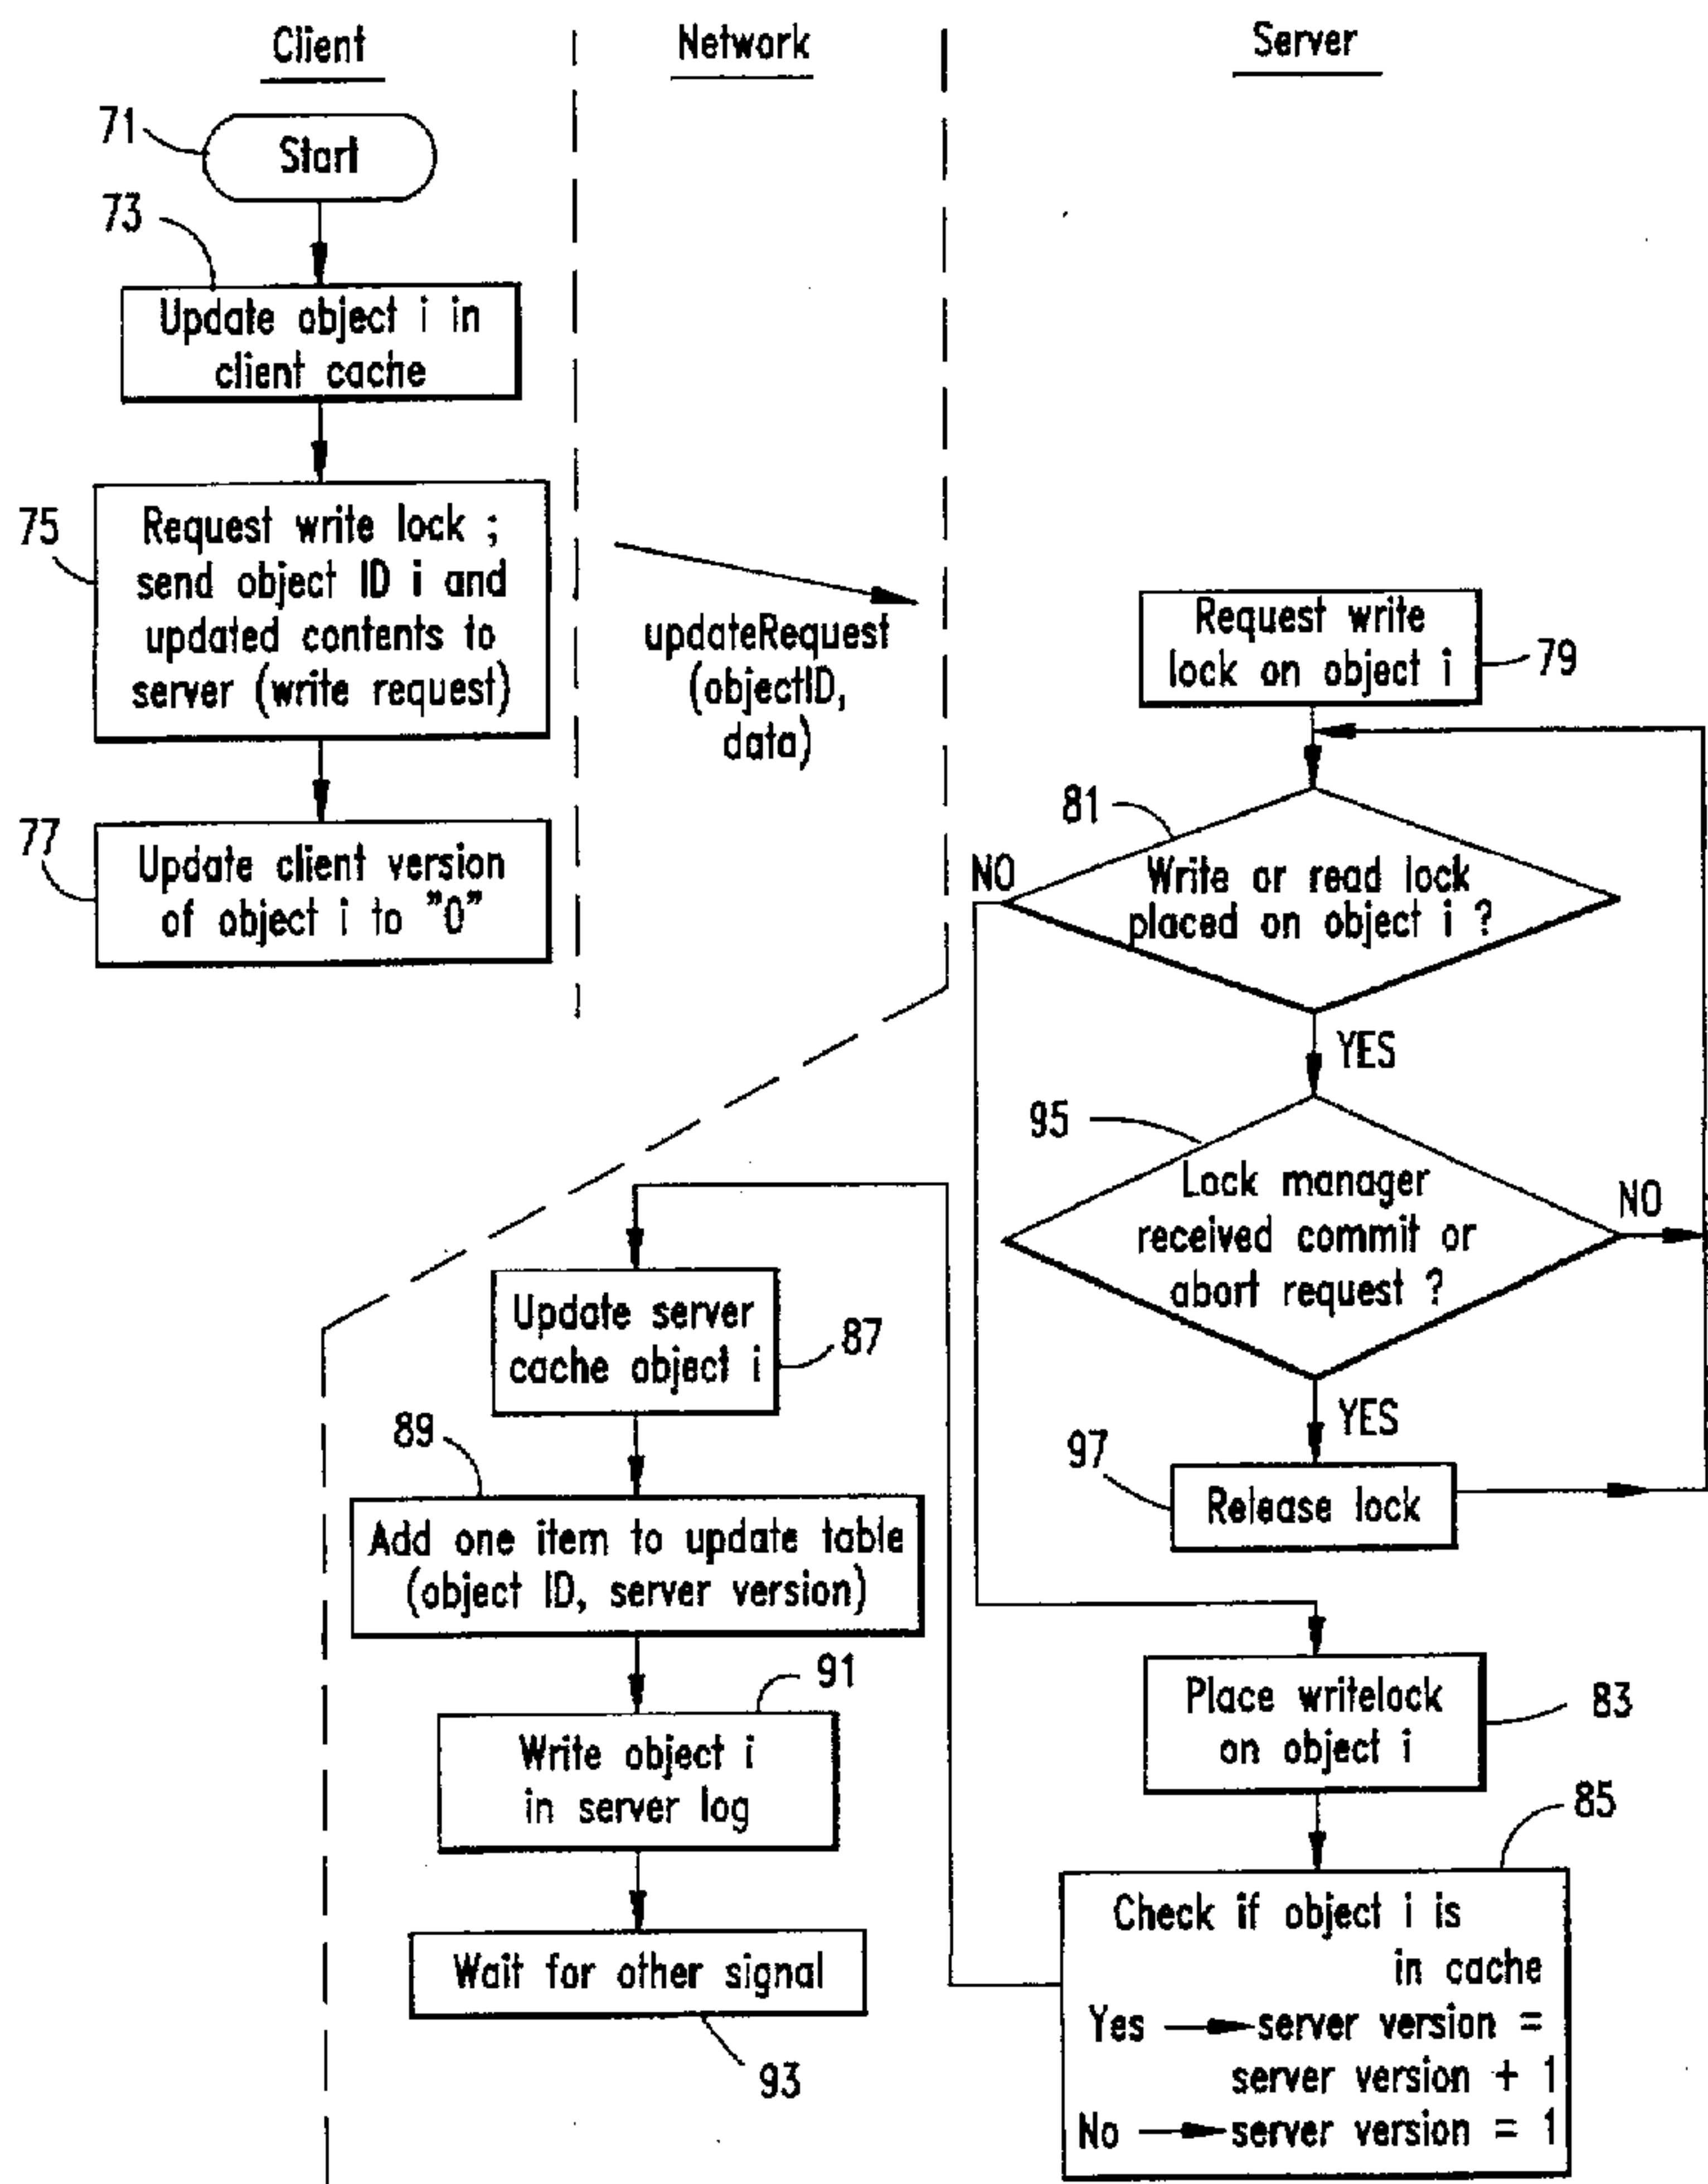 Client
Network
Server
71
Start
73
Update object i in
client cache
75
Request write lock ;
send object ID i and
updated contents to
server (write request)
updateRequest
(objectID,
data)
77
Update client version
of object i to "0"
Request write
lock on object i
79
81
NO
Write or read lock
placed on object i ?
YES
95
Lock manager
received commit or
abort request ?
NO
YES
97
Release lock
Update server
cache object i
87
89
Add one item to update table
(object ID, server version)
91
Write object i
in server log
Wait for other signal
93
Place writelock
on object i
83
85
Check if object i is
in cache
Yes server version =
server version + 1
No server version = 1